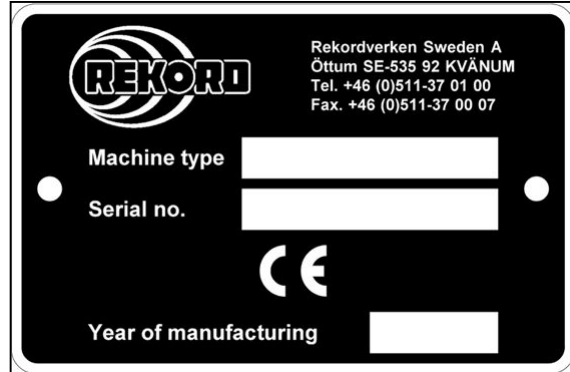 REKORD
Rekordverken Sweden A
Öttum SE-535 92 KVÄNUM
Tel. +46 (0)511-37 01 00
Fax. +46 (0)511-37 00 07
Machine type
Serial no.
CE
Year of manufacturing